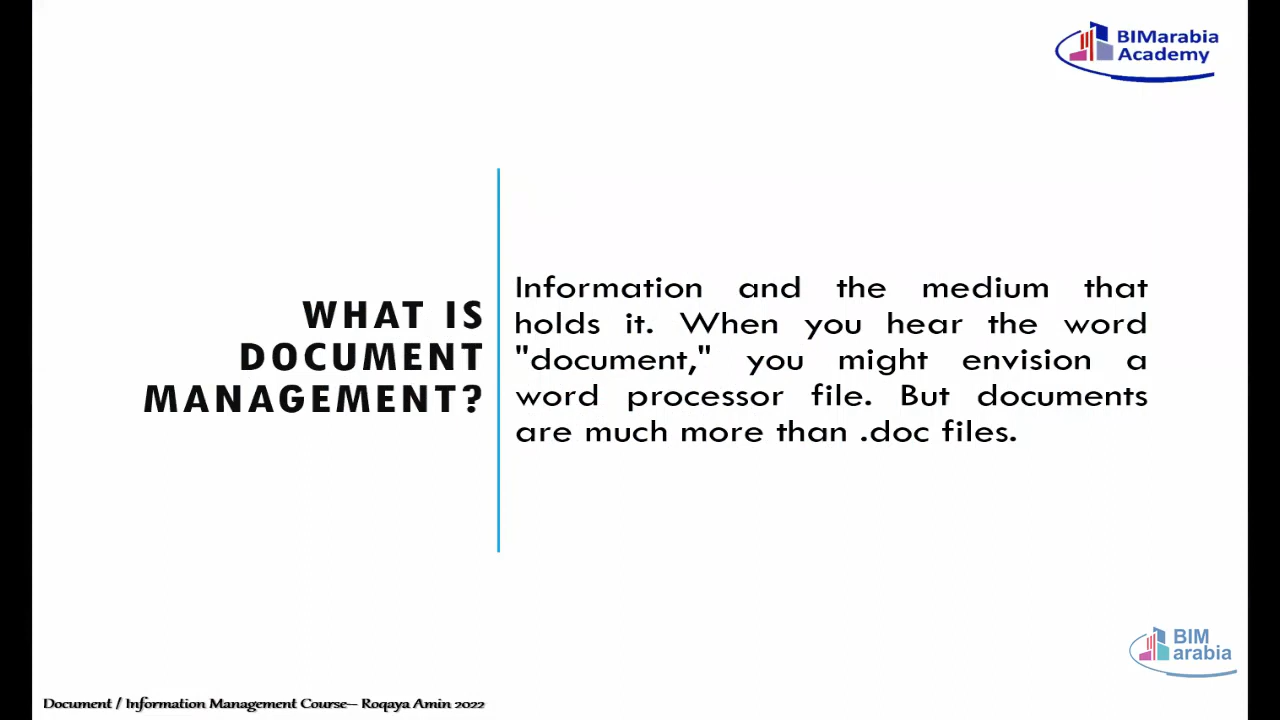 BIMarabia
Academy
WHAT IS
DOCUMENT
MANAGEMENT?
Information and the medium that
holds it. When you hear the word
"document," you might envision a
word processor file. But documents
are much more than .doc files.
BIM
arabia
Document / Information Management Course– Roqaya Amin 2022